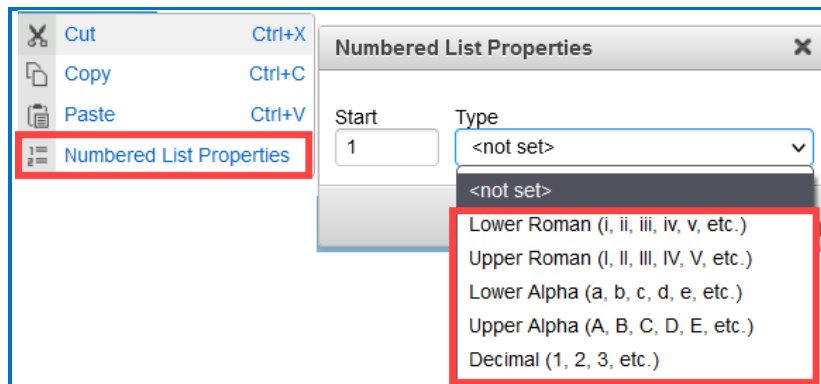 Cut Ctrl+X
Copy Ctrl+C
Paste Ctrl+V
Numbered List Properties
Numbered List Properties
Start Type
1 <not set>
<not set>
Lower Roman (i, ii, iii, iv, v, etc.)
Upper Roman (I, II, III, IV, V, etc.)
Lower Alpha (a, b, c, d, e, etc.)
Upper Alpha (A, B, C, D, E, etc.)
Decimal (1, 2, 3, etc.)